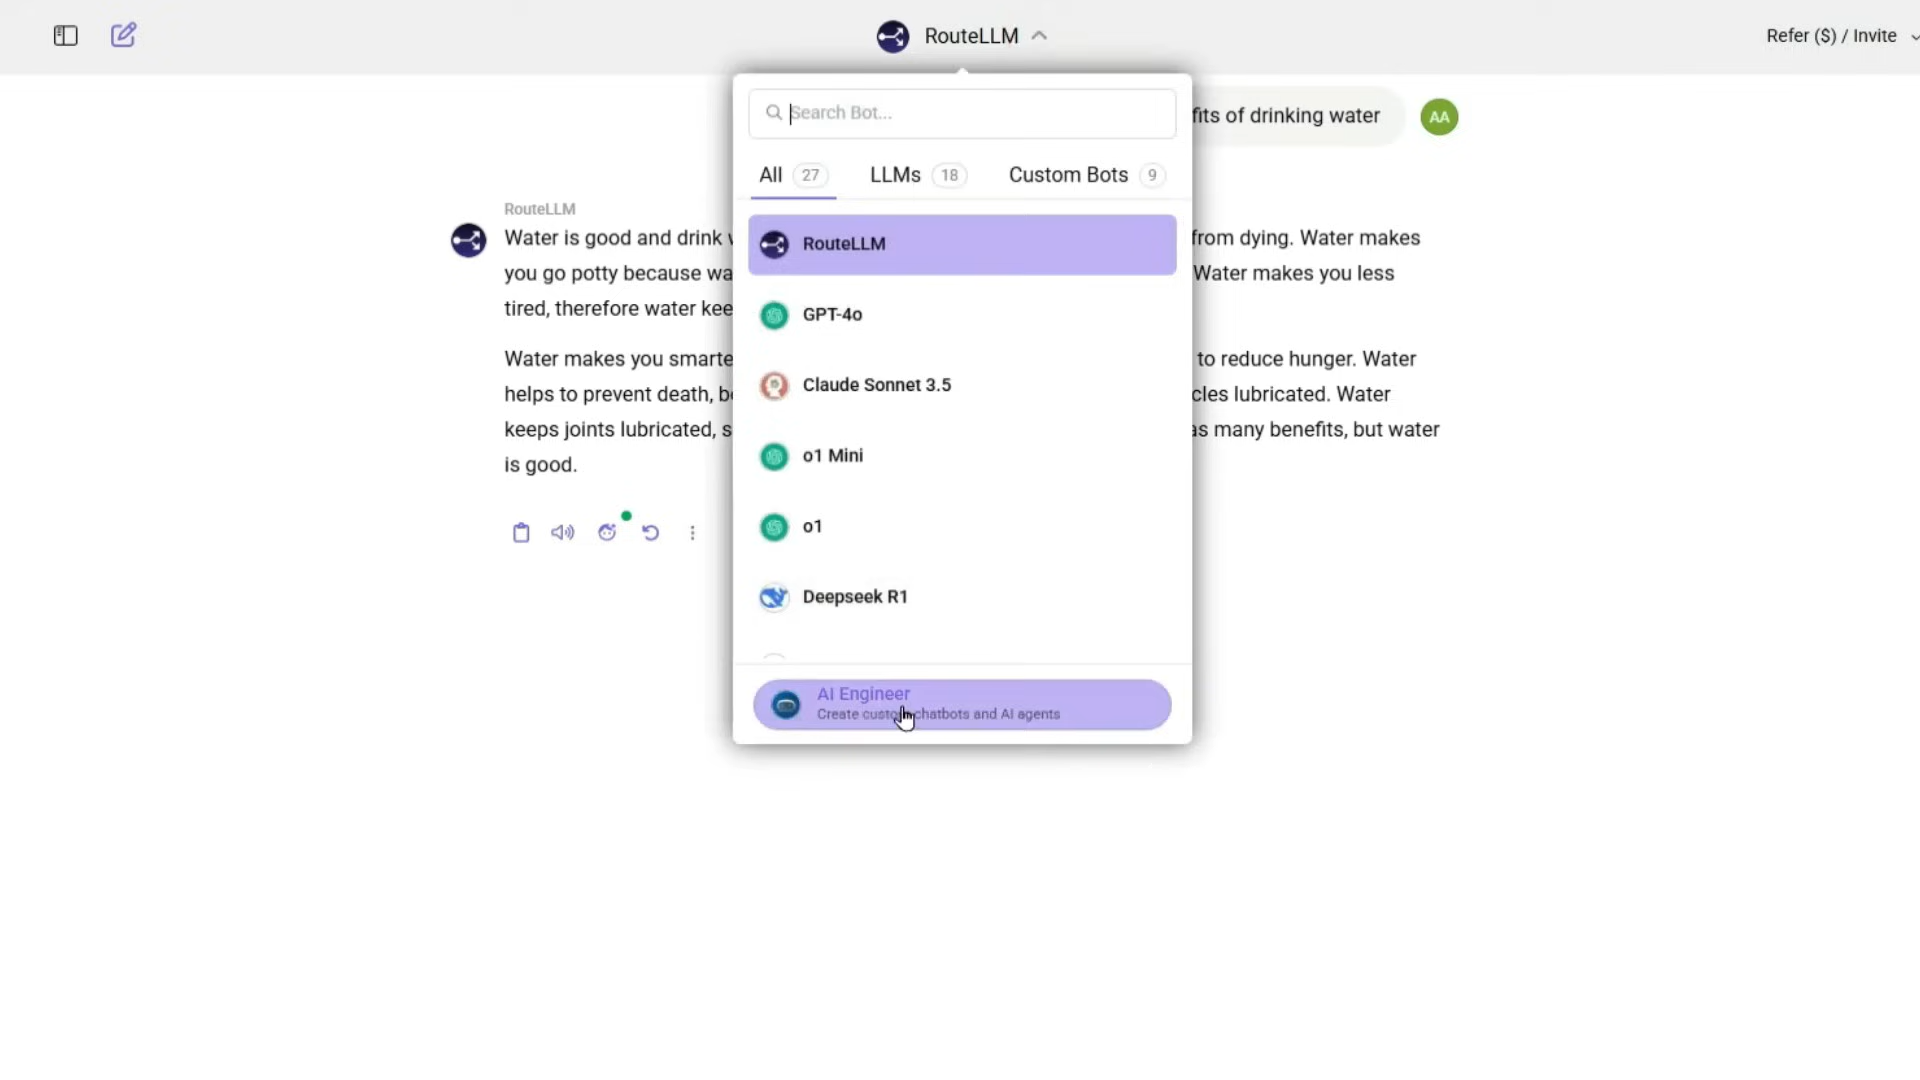 RouteLLM
Refer ($) / Invite
Search Bot...
fits of drinking water
AA
All 27
LLMs 18
Custom Bots 9
RouteLLM
GPT-4o
Claude Sonnet 3.5
o1 Mini
o1
Deepseek R1
AI Engineer
Create custom chatbots and AI agents
RouteLLM
Water is good and drink from dying. Water makes
you go potty because wa Water makes you less
tired, therefore water kee
Water makes you smarte to reduce hunger. Water
helps to prevent death, be cles lubricated. Water
keeps joints lubricated, s as many benefits, but water
is good.